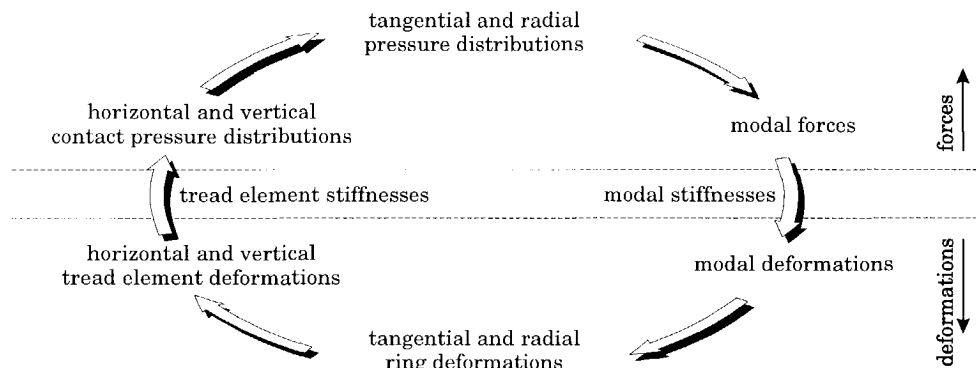 tangential and radial
pressure distributions
horizontal and vertical
contact pressure distributions
modal forces
forces
tread element stiffnesses
modal stiffnesses
horizontal and vertical
tread element deformations
modal deformations
deformations
tangential and radial
ring deformations